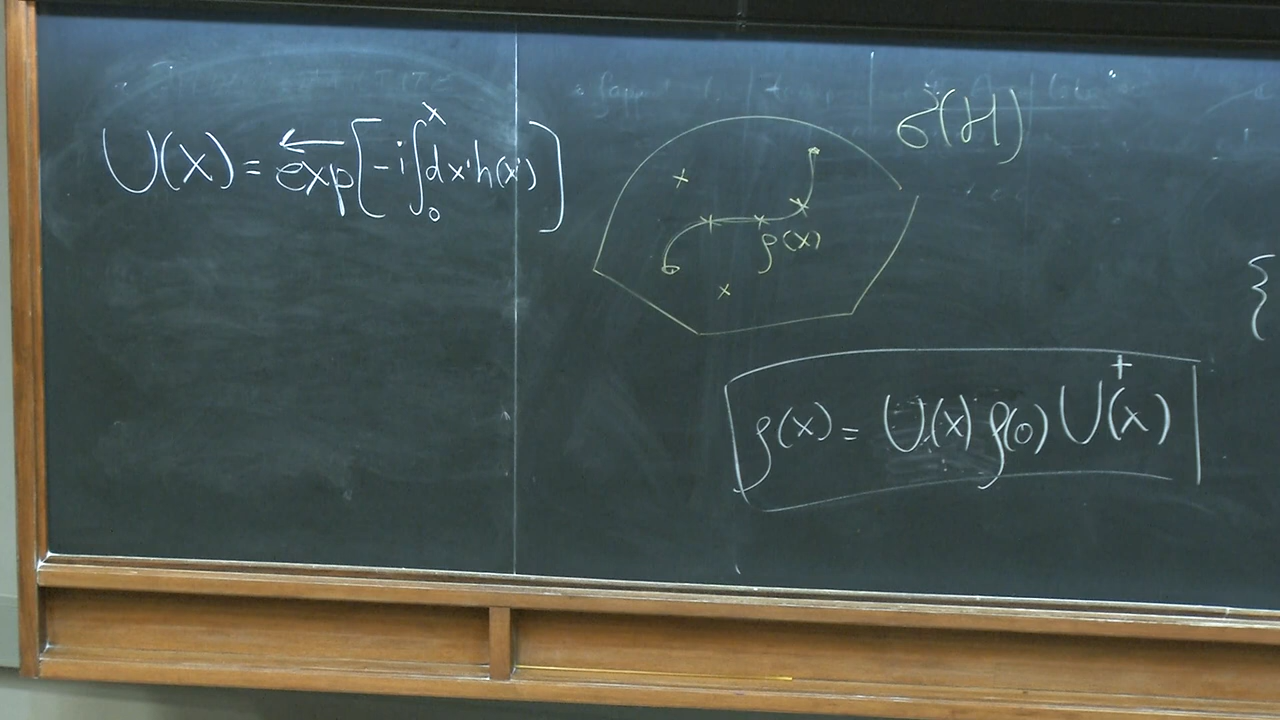 U(x) = exp[-i∫₀ˣ dx'h(x')]
σ(H)
ρ(x)
ρ(x) = U(x) ρ(0) U†(x)
{